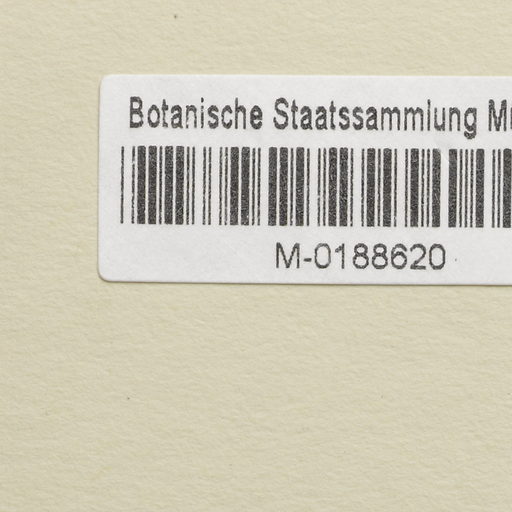 Botanische Staatssammlung
M-0188620